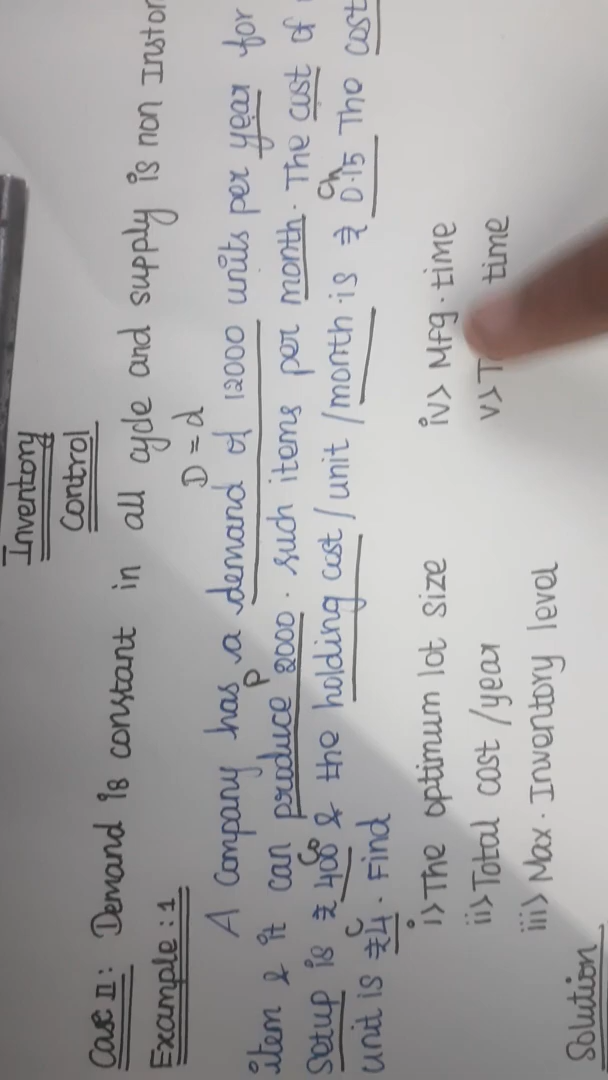 Inventory
Control
Case II: Demand is constant in all cycle and supply is non Instor
D = d
Example : 1
A Company has a demand of 12000 units per year for
item & it can produce 2000. such items per month. The cost of
P
Setup is ₹ 400 & the holding cost / unit / month is ₹ 0.15 The cost
Co
Ch
unit is ₹4. Find
C
i> The optimum lot size
ii> Total cost / year
iii> Max. Inventory level
iv> Mfg. time
v> time
Solution